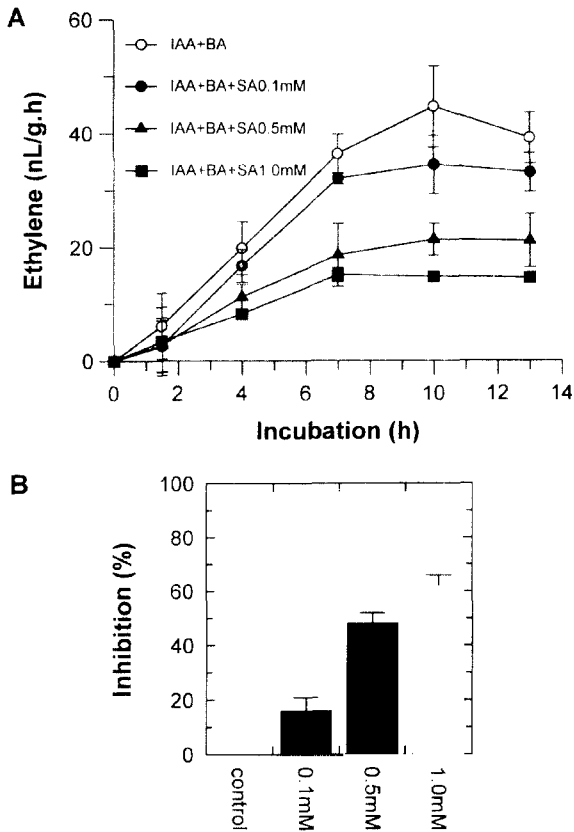 A
60
IAA+BA
IAA+BA+SA0.1mM
IAA+BA+SA0.5mM
IAA+BA+SA1 0mM
40
20
0
Ethylene (nL/g.h)
0 2 4 6 8 10 12 14
Incubation (h)
B
100
80
60
40
20
0
Inhibition (%)
control
0.1mM
0.5mM
1.0mM